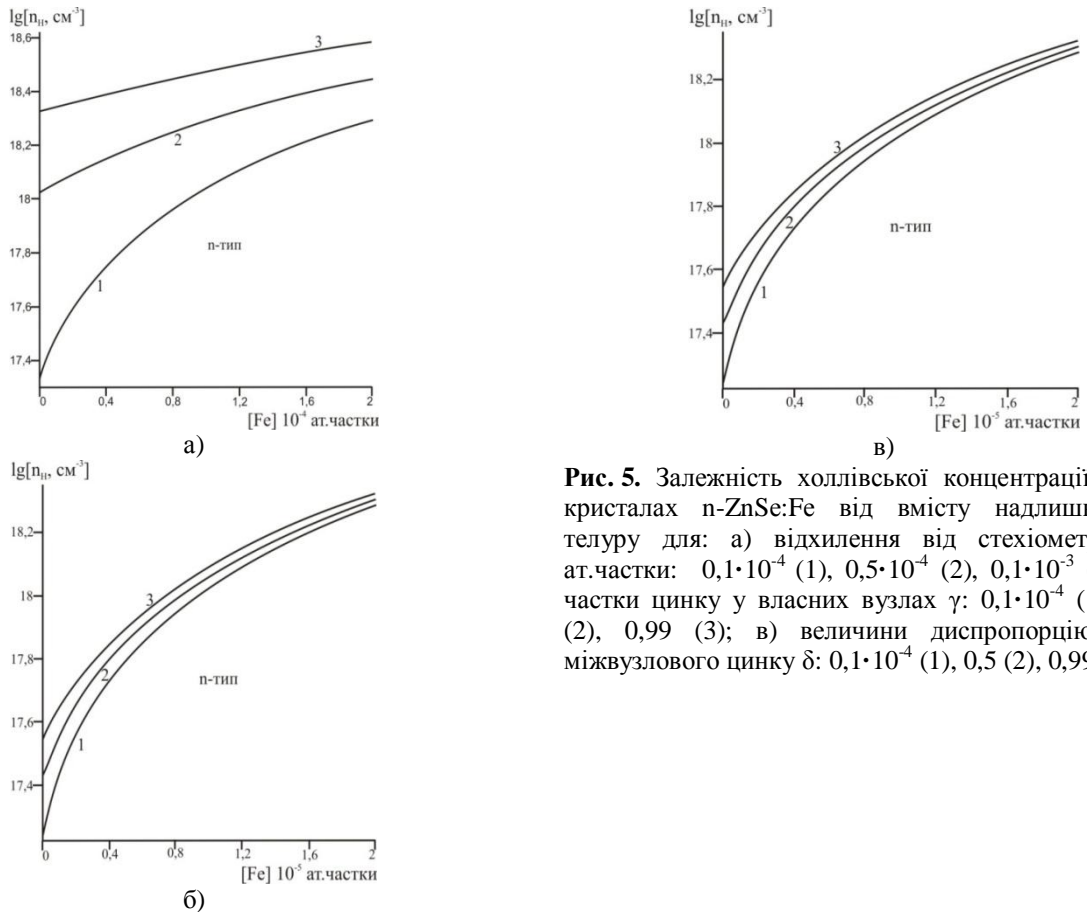 lg[nH, см-3]
18,6
18,4
18,2
18
17,8
17,6
17,4
3
2
1
n-тип
0
0,4
0,8
1,2
1,6
2
[Fe] 10-4 ат.частки
а)
lg[nH, см-3]
18,2
18
17,8
17,6
17,4
3
2
1
n-тип
0
0,4
0,8
1,2
1,6
2
[Fe] 10-5 ат.частки
в)
lg[nH, см-3]
18,2
18
17,8
17,6
17,4
3
2
1
n-тип
0
0,4
0,8
1,2
1,6
2
[Fe] 10-5 ат.частки
б)
Рис. 5. Залежність холлівської концентрації
кристалах n-ZnSe:Fe від вмісту
телуру для: а) відхилення від
ат.частки: 0,1·10-4 (1), 0,5·10-4 (2), 0,1·10-3
частки цинку у власних вузлах γ: 0,1·10-4
(2), 0,99 (3); в) величини
міжвузлового цинку δ: 0,1·10-4 (1), 0,5 (2), 0,99